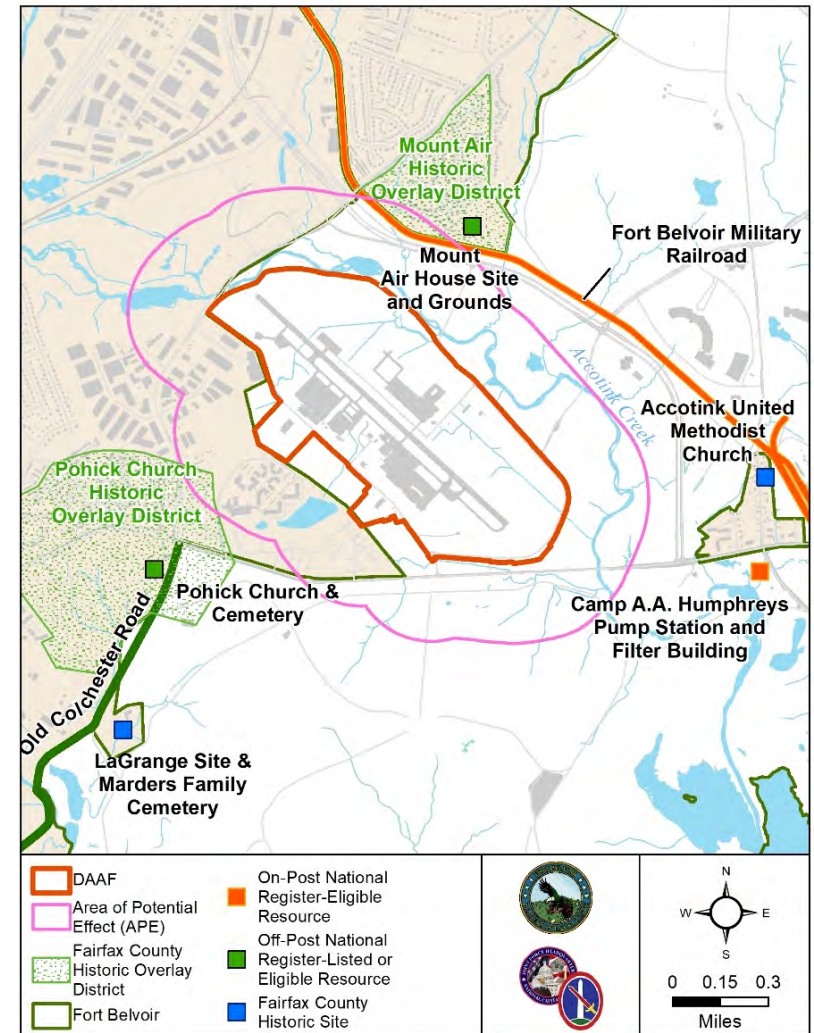 Mount Air
Historic
Overlay District
Fort Belvoir Military
Railroad
Mount
Air House Site
and Grounds
Accotink Creek
Accotink United
Methodist
Church
Pohick Church
Historic
Overlay District
Pohick Church &
Cemetery
Camp A.A. Humphreys
Pump Station and
Filter Building
Old Colchester Road
LaGrange Site &
Marders Family
Cemetery
DAAF
Area of Potential
Effect (APE)
Fairfax County
Historic Overlay
District
Fort Belvoir
On-Post National
Register-Eligible
Resource
Off-Post National
Register-Listed or
Eligible Resource
Fairfax County
Historic Site
N
W
E
S
0 0.15 0.3
Miles